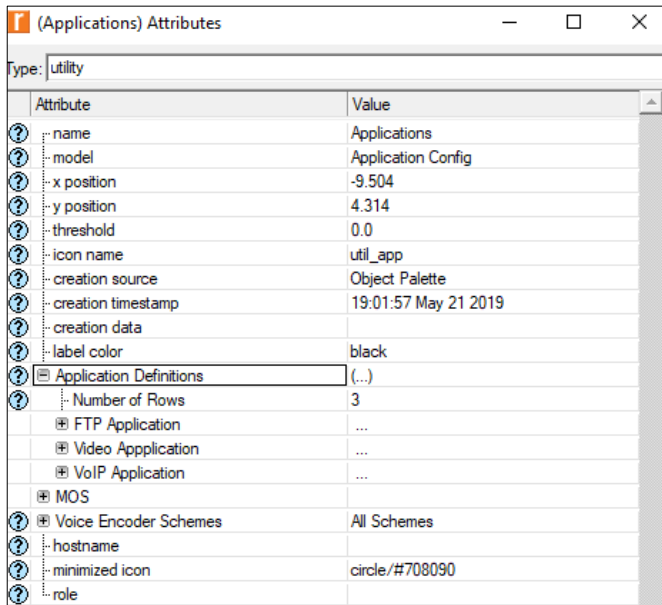 (Applications) Attributes
Type: utility
Attribute Value
name Applications
model Application Config
x position -9.504
y position 4.314
threshold 0.0
icon name util_app
creation source Object Palette
creation timestamp 19:01:57 May 21 2019
creation data
label color black
Application Definitions (...)
Number of Rows 3
FTP Application ...
Video Appplication ...
VoIP Application ...
MOS
Voice Encoder Schemes All Schemes
hostname
minimized icon circle/#708090
role